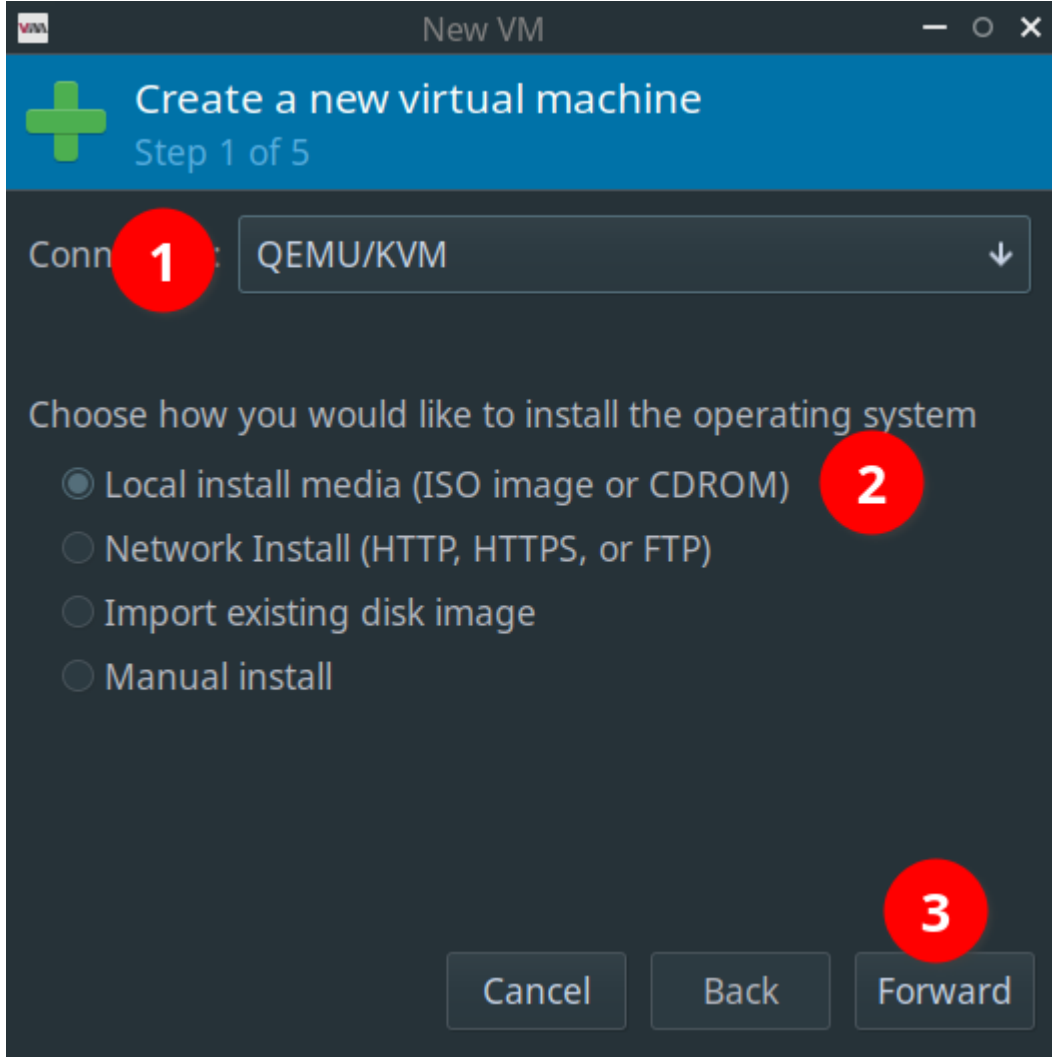 New VM
Create a new virtual machine
Step 1 of 5
1
QEMU/KVM
Choose how you would like to install the operating system
Local install media (ISO image or CDROM)
2
Network Install (HTTP, HTTPS, or FTP)
Import existing disk image
Manual install
3
Cancel Back Forward